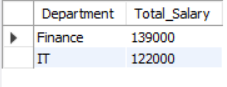 Department Total_Salary
Finance 139000
IT 122000